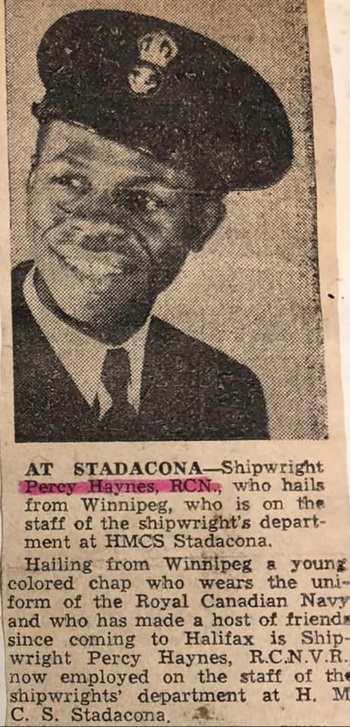 AT STADACONA—Shipwright
Percy Haynes, RCN., who hails
from Winnipeg, who is on the
staff of the shipwright's depart-
ment at HMCS Stadacona.
Hailing from Winnipeg a young
colored chap who wears the uni-
form of the Royal Canadian Navy
and who has made a host of friends
since coming to Halifax is Ship-
wright Percy Haynes, R.C.N.V.R.
now employed on the staff of the
shipwrights' department at H. M
C. S. Stadacona.